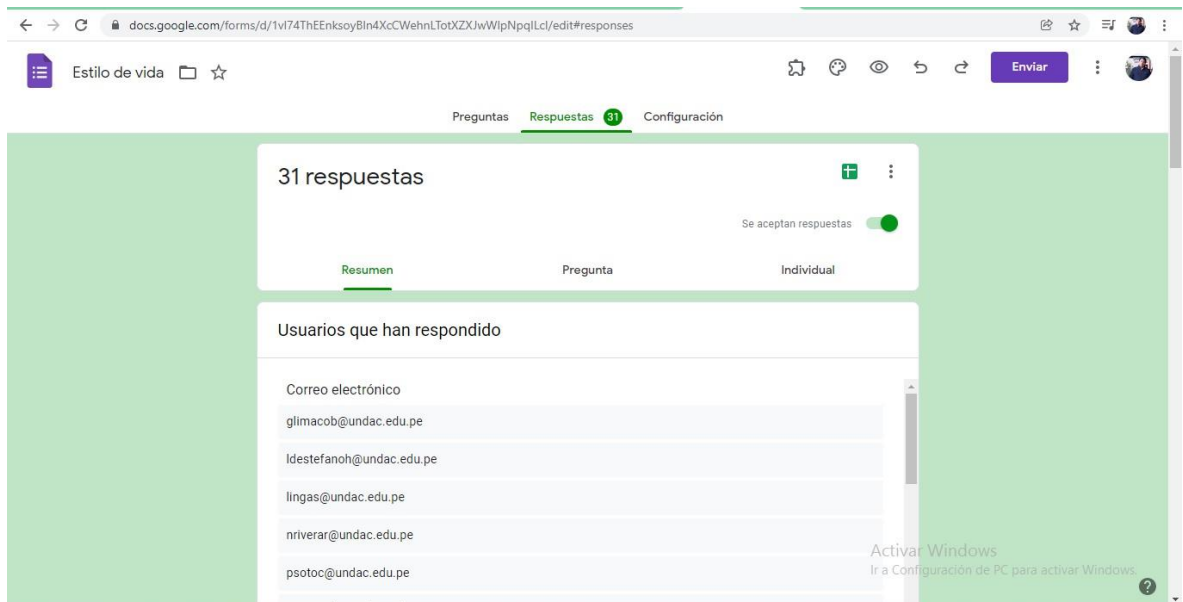 docs.google.com/forms/d/1vl74ThEEnksoyBIn4XcCWehnLTotXZXJwWIpNpqILcI/edit#responses
Estilo de vida
Enviar
Preguntas Respuestas 31 Configuración
31 respuestas
Se aceptan respuestas
Resumen Pregunta Individual
Usuarios que han respondido
Correo electrónico
glimacob@undac.edu.pe
ldestefanoh@undac.edu.pe
lingas@undac.edu.pe
nriverar@undac.edu.pe
Activar Windows
Ir a Configuración de PC para activar Windows.
psotoc@undac.edu.pe